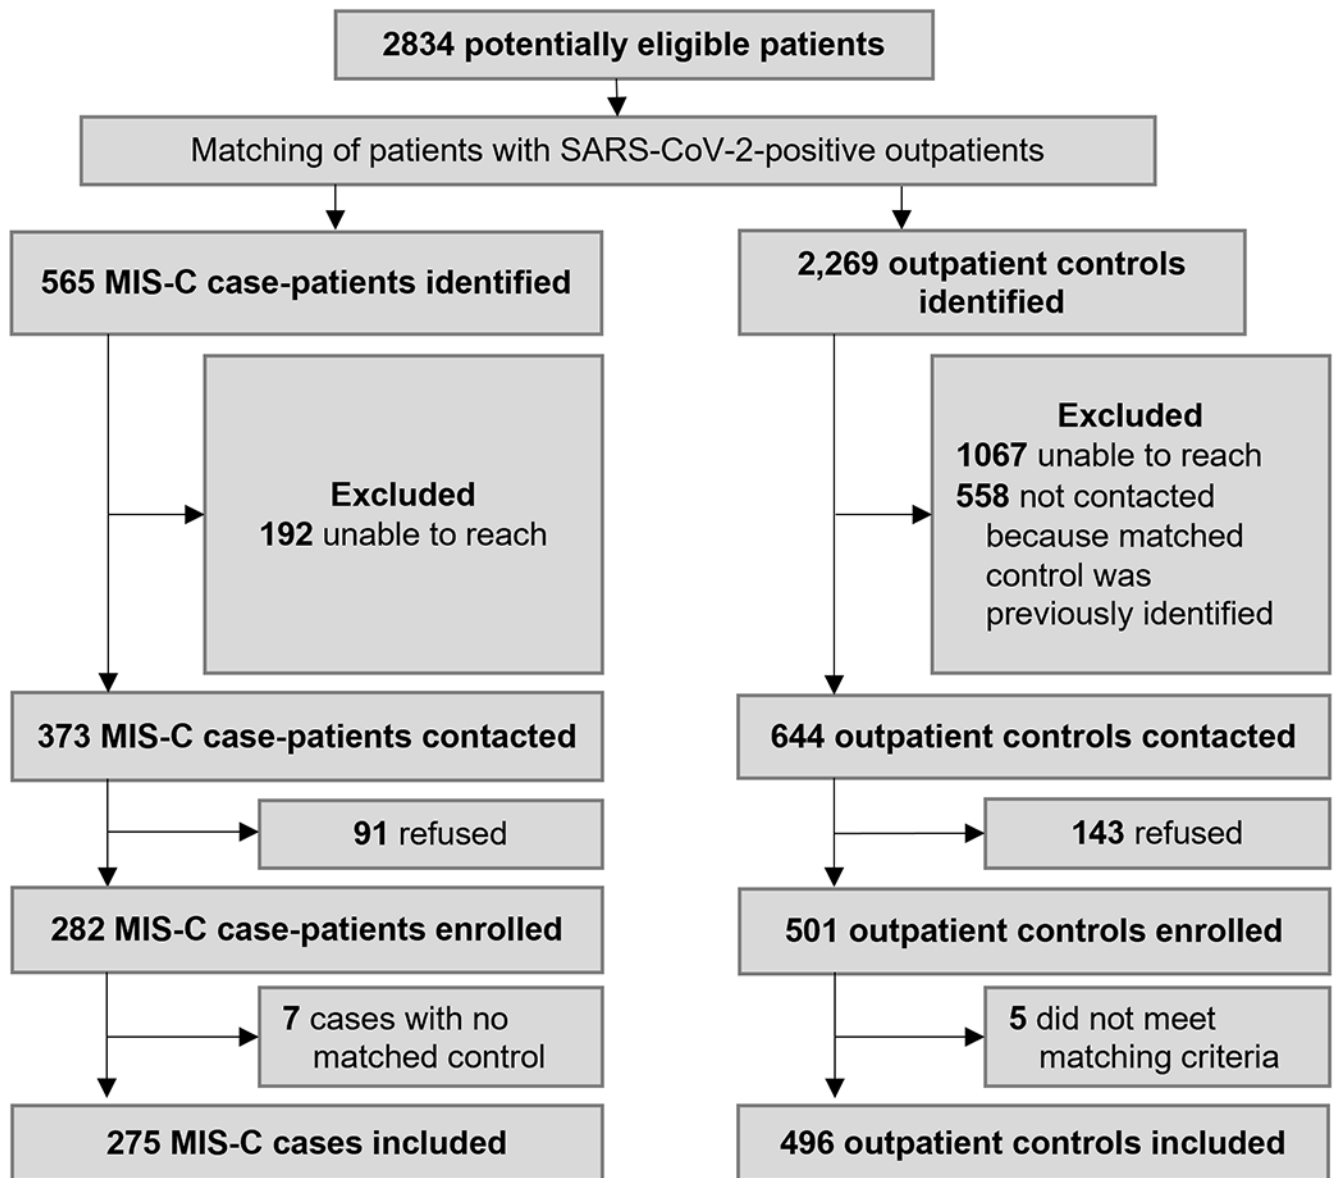 2834 potentially eligible patients
Matching of patients with SARS-CoV-2-positive outpatients
565 MIS-C case-patients identified
2,269 outpatient controls
identified
Excluded
192 unable to reach
Excluded
1067 unable to reach
558 not contacted
because matched
control was
previously identified
373 MIS-C case-patients contacted
644 outpatient controls contacted
91 refused
143 refused
282 MIS-C case-patients enrolled
501 outpatient controls enrolled
7 cases with no
matched control
5 did not meet
matching criteria
275 MIS-C cases included
496 outpatient controls included